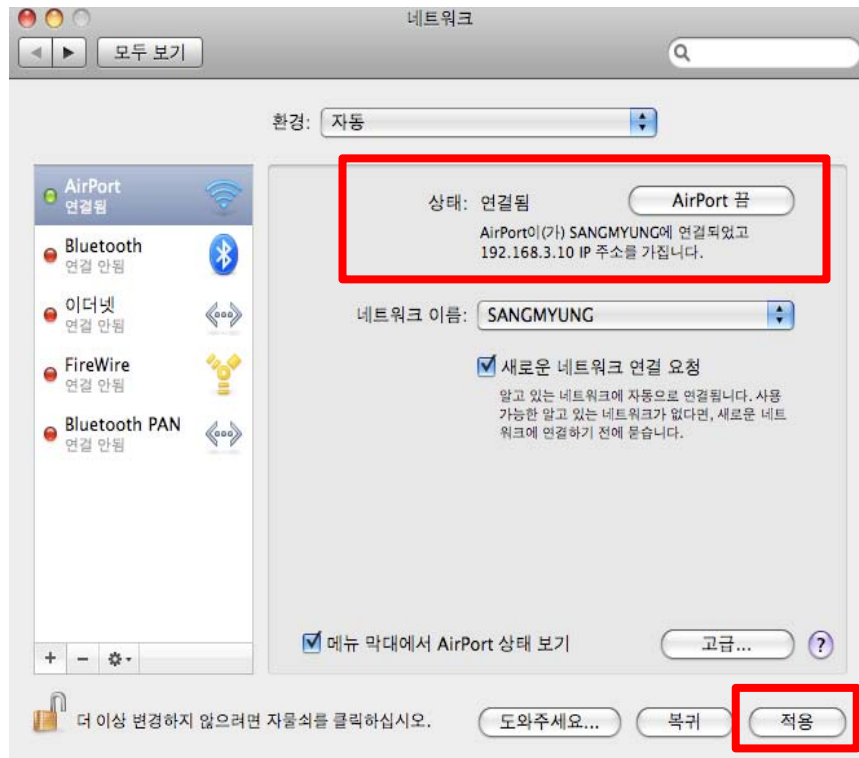 네트워크
모두 보기
환경: 자동
AirPort
연결됨
Bluetooth
연결 안됨
이더넷
연결 안됨
FireWire
연결 안됨
Bluetooth PAN
연결 안됨
상태: 연결됨 AirPort 끔
AirPort이(가) SANGMYUNG에 연결되었고
192.168.3.10 IP 주소를 가집니다.
네트워크 이름: SANGMYUNG
새로운 네트워크 연결 요청
알고 있는 네트워크에 자동으로 연결됩니다. 사용
가능한 알고 있는 네트워크가 없다면, 새로운 네트
워크에 연결하기 전에 묻습니다.
메뉴 막대에서 AirPort 상태 보기 고급... ?
더 이상 변경하지 않으려면 자물쇠를 클릭하십시오. 도와주세요... 복귀 적용